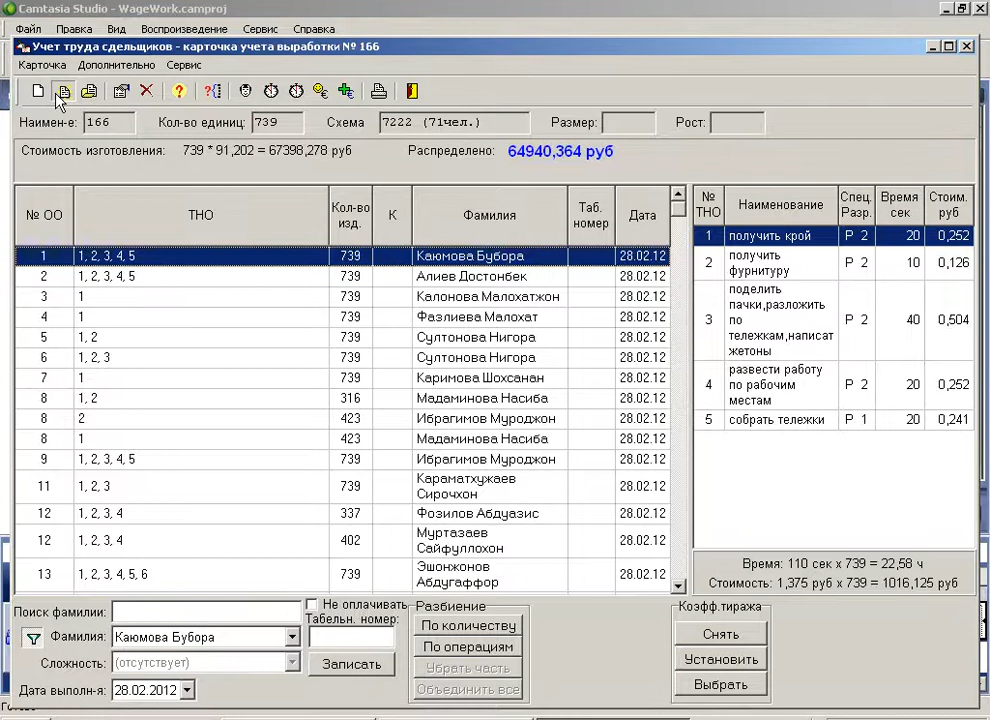 Camtasia Studio - WageWork.camproj
Файл Правка Вид Воспроизведение Сервис Справка
Учет труда сдельщиков - карточка учета выработки № 166
Карточка Дополнительно Сервис
Наимен-е: 166 Кол-во единиц: 739 Схема 7222 (71чел.) Размер: Рост:
Стоимость изготовления: 739 * 91,202 = 67398,278 руб Распределено: 64940,364 руб
№ ОО ТНО Кол-во изд. К Фамилия Таб. номер Дата
1 1, 2, 3, 4, 5 739 Каюмова Бубора 28.02.12
2 1, 2, 3, 4, 5 739 Алиев Достонбек 28.02.12
3 1 739 Калонова Малохатжон 28.02.12
4 1 739 Фазлиева Малохат 28.02.12
5 1, 2 739 Султонова Нигора 28.02.12
6 1, 2, 3 739 Султонова Нигора 28.02.12
7 1 739 Каримова Шохсанан 28.02.12
8 1, 2 316 Мадаминова Насиба 28.02.12
8 2 423 Ибрагимов Муроджон 28.02.12
8 1 423 Мадаминова Насиба 28.02.12
9 1, 2, 3, 4, 5 739 Ибрагимов Муроджон 28.02.12
11 1, 2, 3 739 Караматхужаев Сирочхон 28.02.12
12 1, 2, 3, 4 337 Фозилов Абдуазис 28.02.12
12 1, 2, 3, 4 402 Муртазаев Сайфуллохон 28.02.12
13 1, 2, 3, 4, 5, 6 739 Эшонжонов Абдугаффор 28.02.12
№ ТНО Наименование Спец. Разр. Время сек Стоим. руб
1 получить крой Р 2 20 0,252
2 получить фурнитуру Р 2 10 0,126
3 поделить пачки,разложить по тележкам,написат жетоны Р 2 40 0,504
4 развести работу по рабочим местам Р 2 20 0,252
5 собрать тележки Р 1 20 0,241
Время: 110 сек х 739 = 22,58 ч
Стоимость: 1,375 руб х 739 = 1016,125 руб
Поиск фамилии: Не оплачивать
Табельн. номер:
Фамилия: Каюмова Бубора
Сложность: (отсутствует) Записать
Дата выполн-я: 28.02.2012
Разбиение
По количеству
По операциям
Убрать часть
Объединить все
Коэфф.тиража
Снять
Установить
Выбрать